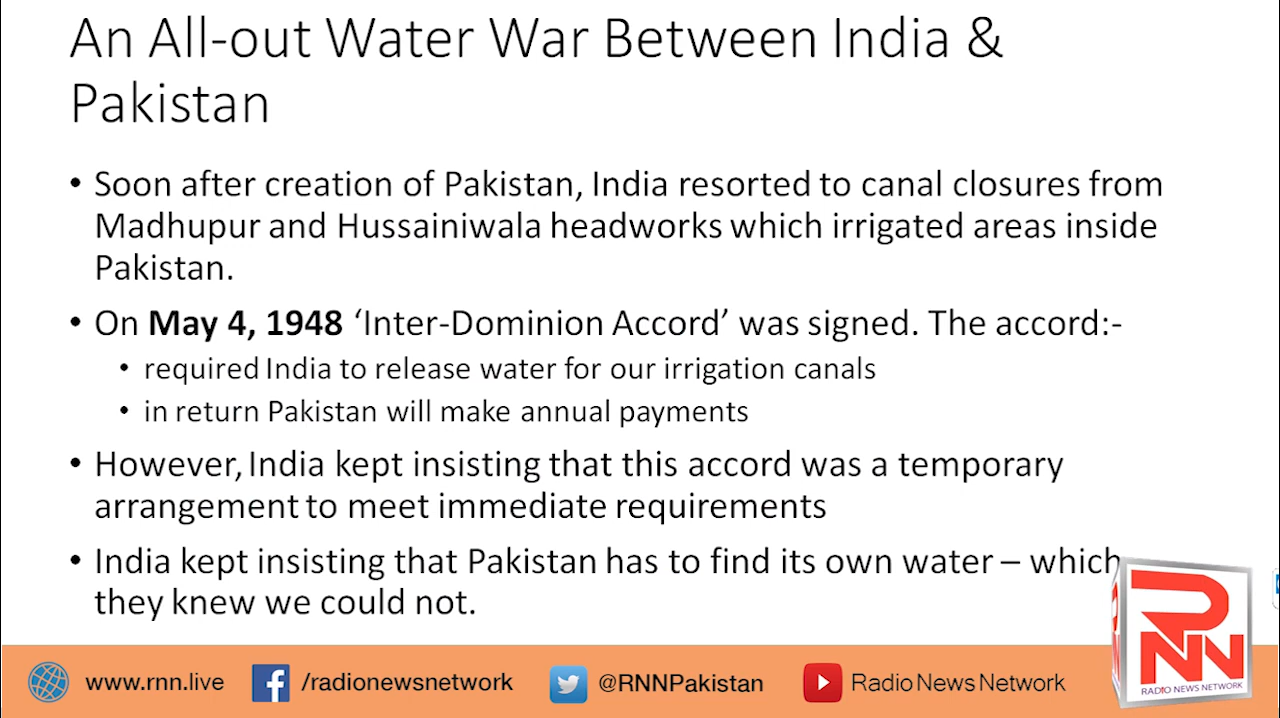 An All-out Water War Between India &
Pakistan
• Soon after creation of Pakistan, India resorted to canal closures from
Madhupur and Hussainiwala headworks which irrigated areas inside
Pakistan.
• On May 4, 1948 ‘Inter-Dominion Accord’ was signed. The accord:-
• required India to release water for our irrigation canals
• in return Pakistan will make annual payments
• However, India kept insisting that this accord was a temporary
arrangement to meet immediate requirements
• India kept insisting that Pakistan has to find its own water – which
they knew we could not.
RNN
RADIO NEWS NETWORK
www.rnn.live /radionewsnetwork @RNNPakistan Radio News Network